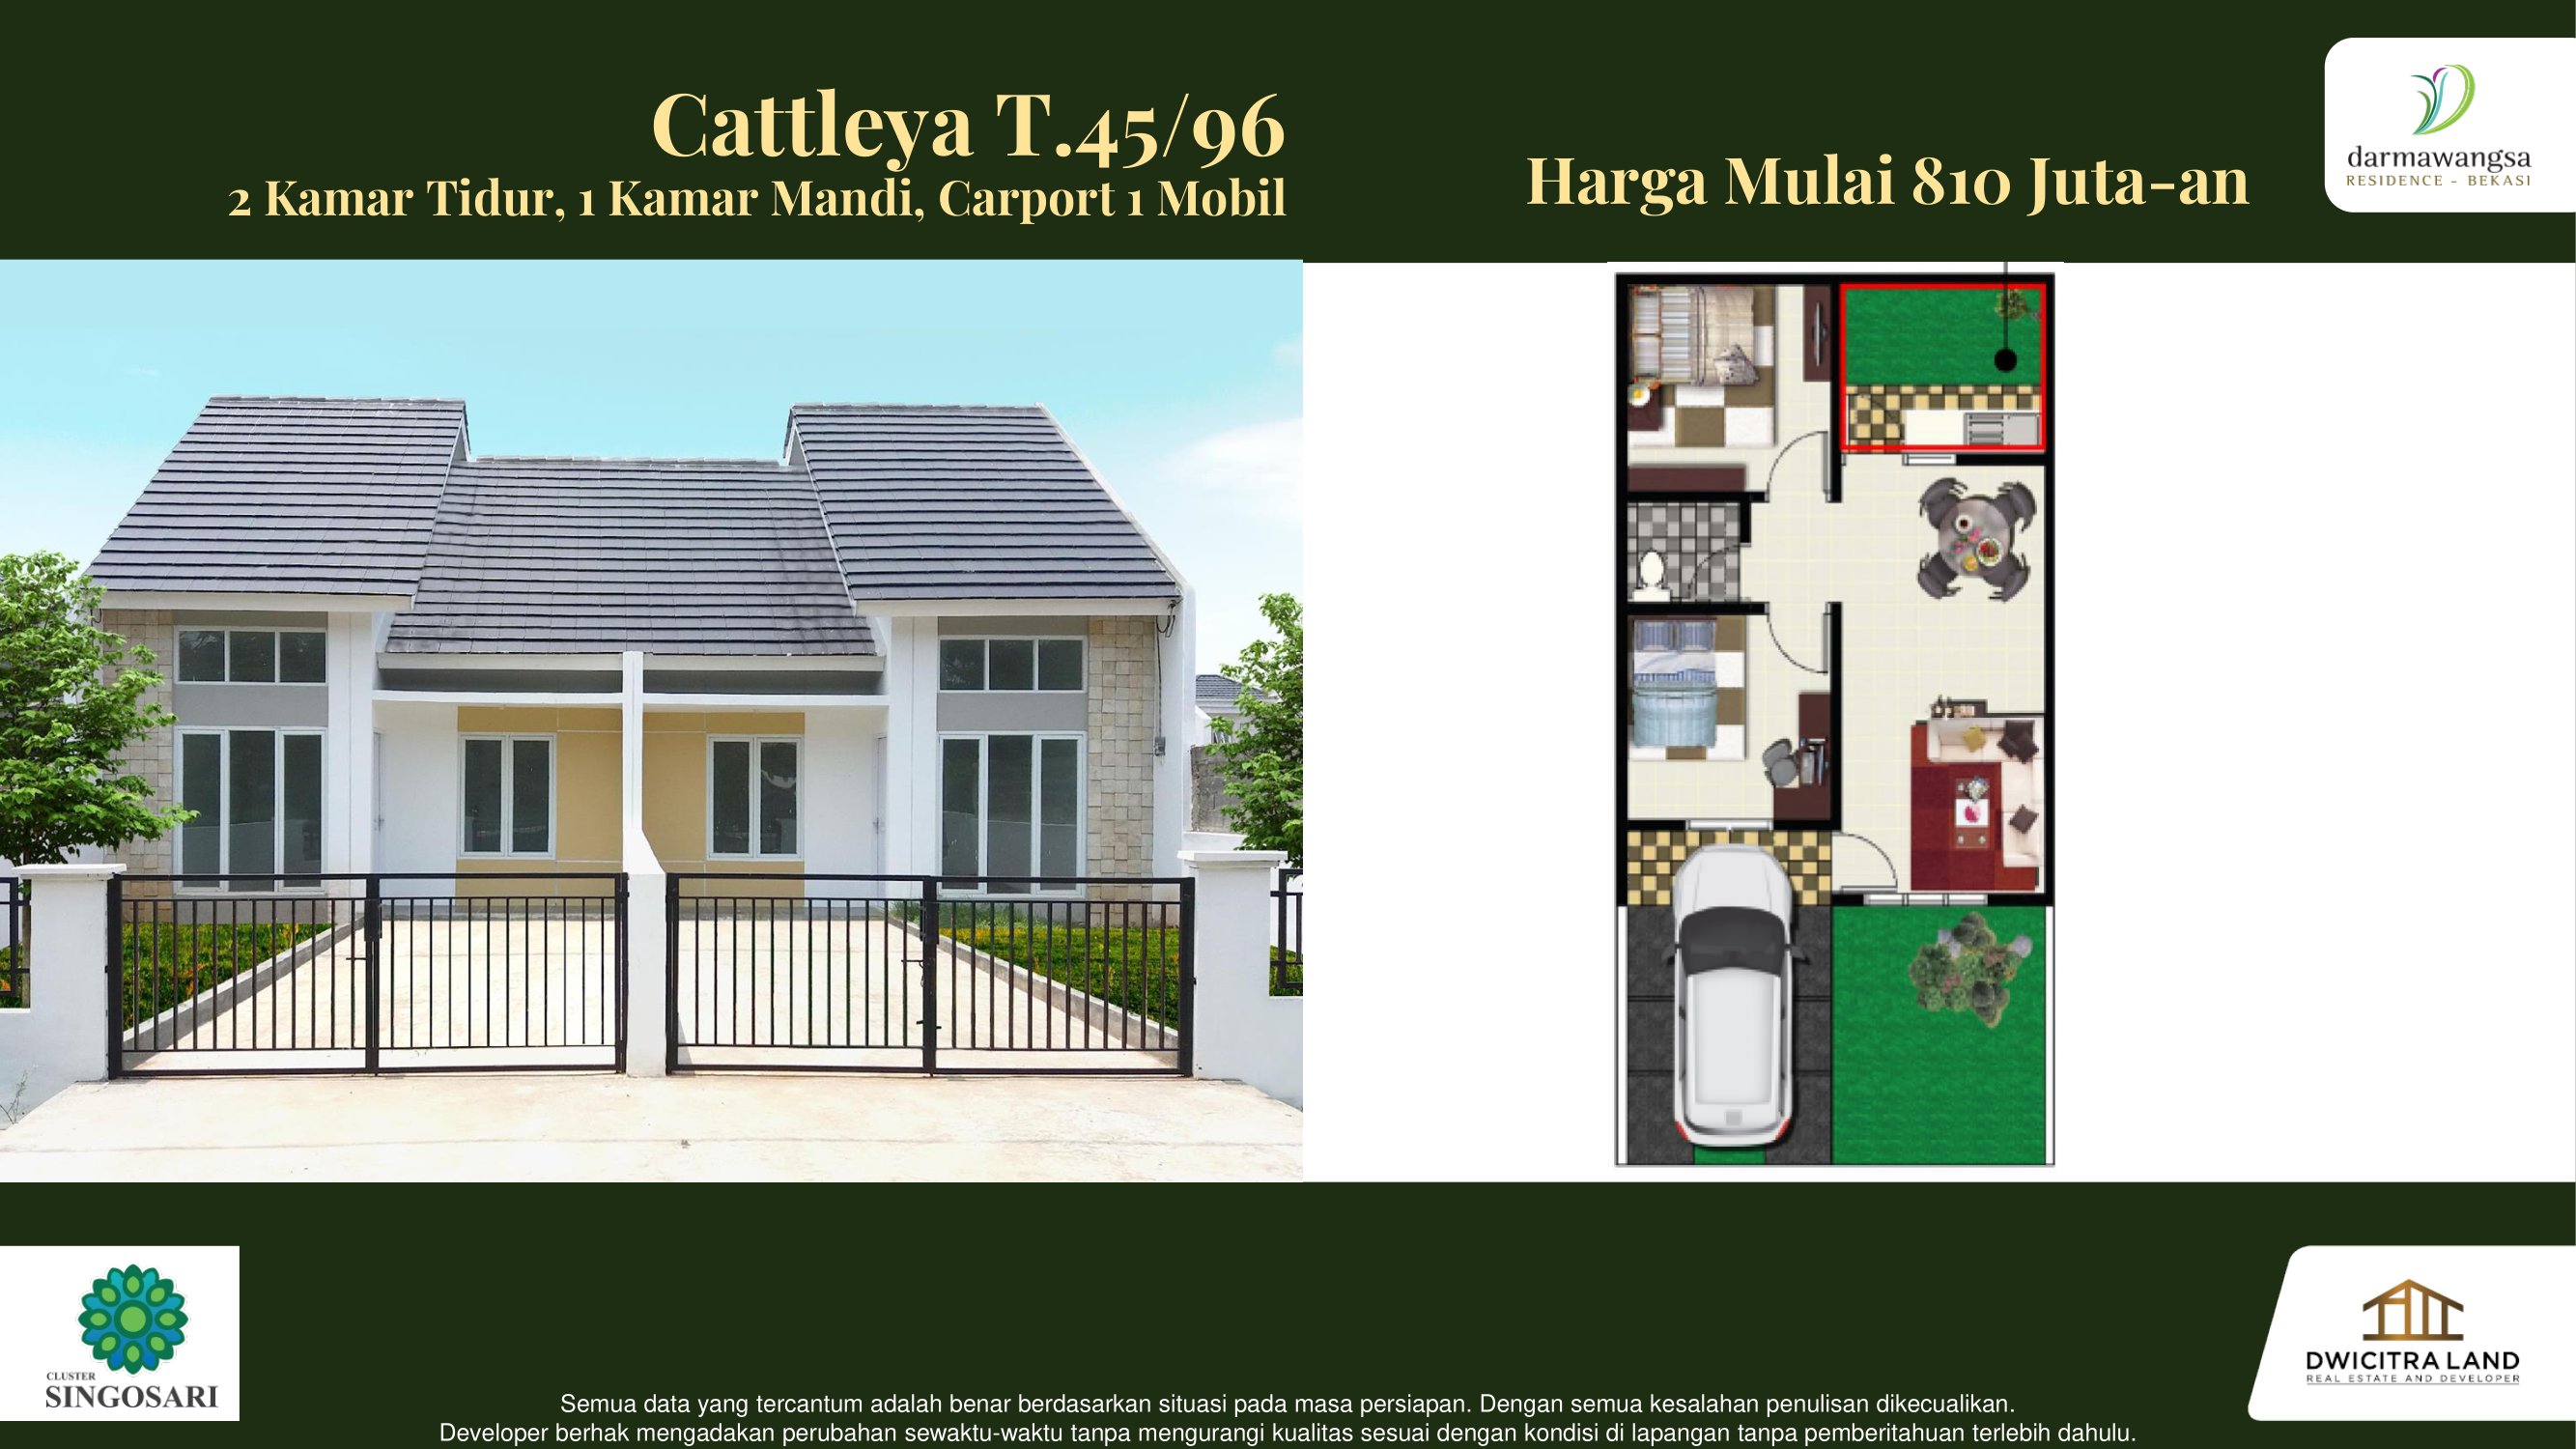 Cattleya T.45/96
2 Kamar Tidur, 1 Kamar Mandi, Carport 1 Mobil
Harga Mulai 810 Juta-an
darmawangsa
RESIDENCE - BEKASI
CLUSTER
SINGOSARI
DWICITRA LAND
REAL ESTATE AND DEVELOPER
Semua data yang tercantum adalah benar berdasarkan situasi pada masa persiapan. Dengan semua kesalahan penulisan dikecualikan.
Developer berhak mengadakan perubahan sewaktu-waktu tanpa mengurangi kualitas sesuai dengan kondisi di lapangan tanpa pemberitahuan terlebih dahulu.